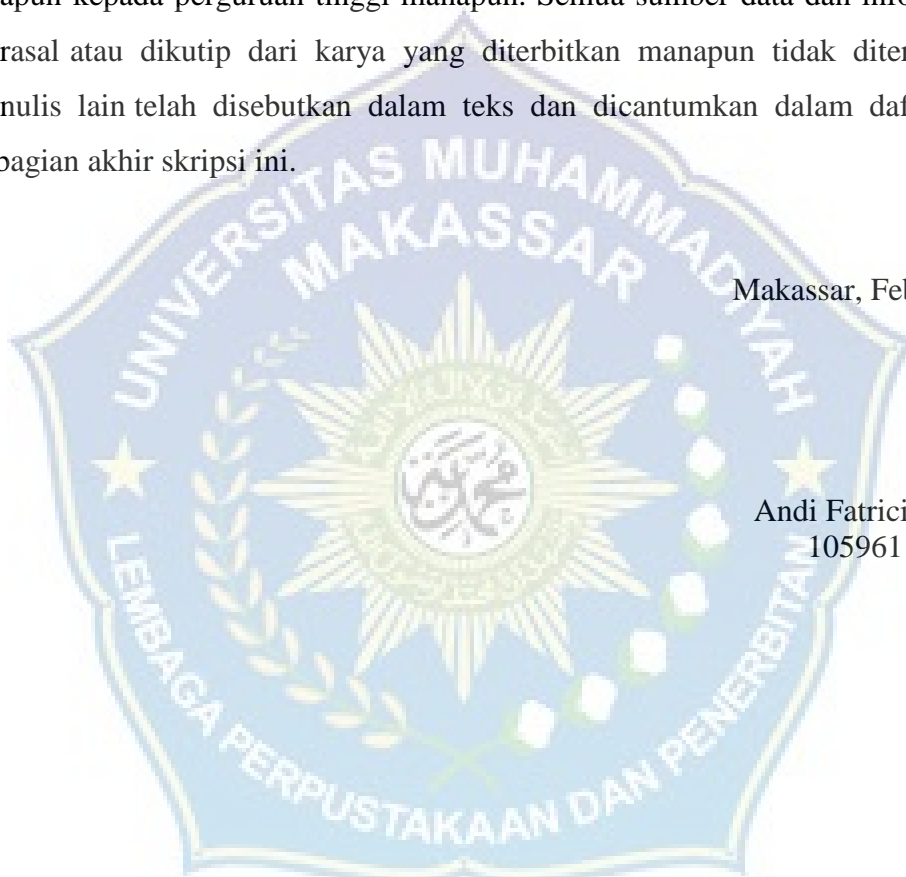 apun kepada perguruan tinggi manapun. Semua sumber data dan info
rasal atau dikutip dari karya yang diterbitkan manapun tidak diter
nulis lain telah disebutkan dalam teks dan dicantumkan dalam daf
bagian akhir skripsi ini.
UNIVERSITAS MUHAMMADIYAH
MAKASSAR
Makassar, Feb
Andi Fatrici
105961
LEMBAGA PERPUSTAKAAN DAN PENERBITAN